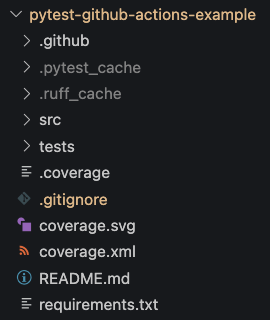 pytest-github-actions-example
.github
.pytest_cache
.ruff_cache
src
tests
.coverage
.gitignore
coverage.svg
coverage.xml
README.md
requirements.txt